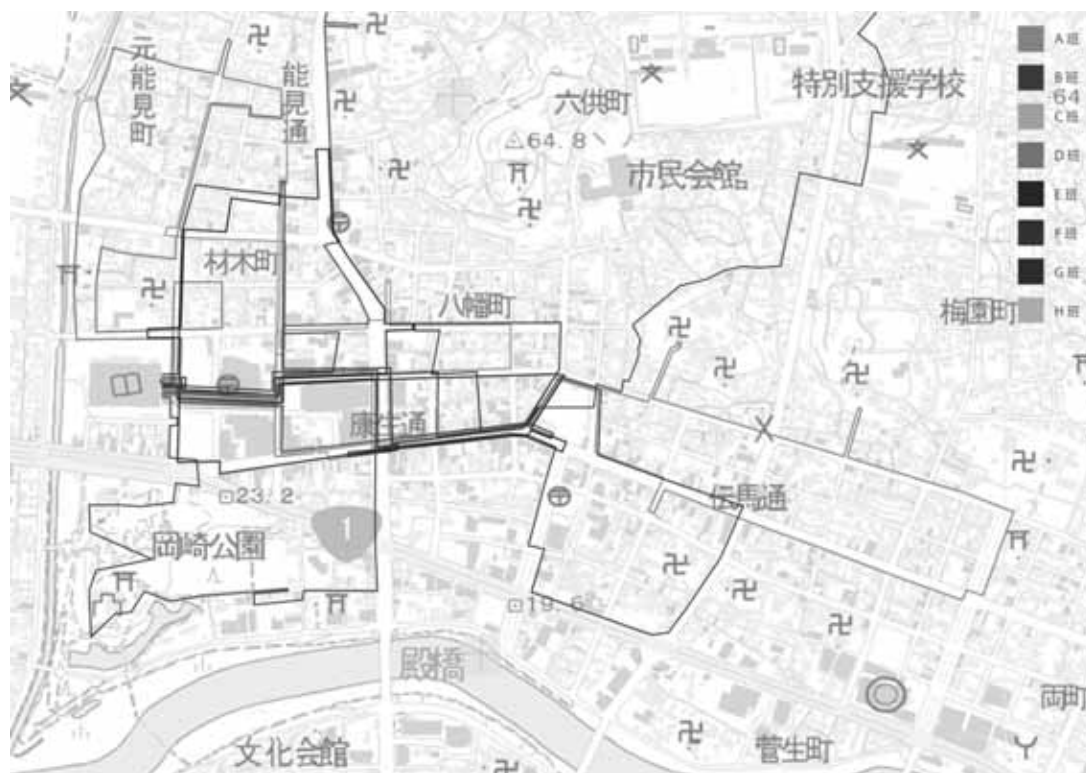 元能見町
能見通
六供町
64.8
特別支援学校
市民会館
A班
B班
64
C班
D班
E班
F班
G班
H班
材木町
八幡町
梅園町
康生通
23.2
伝馬通
1
岡崎公園
19.6
殿橋
両町
文化会館
菅生町